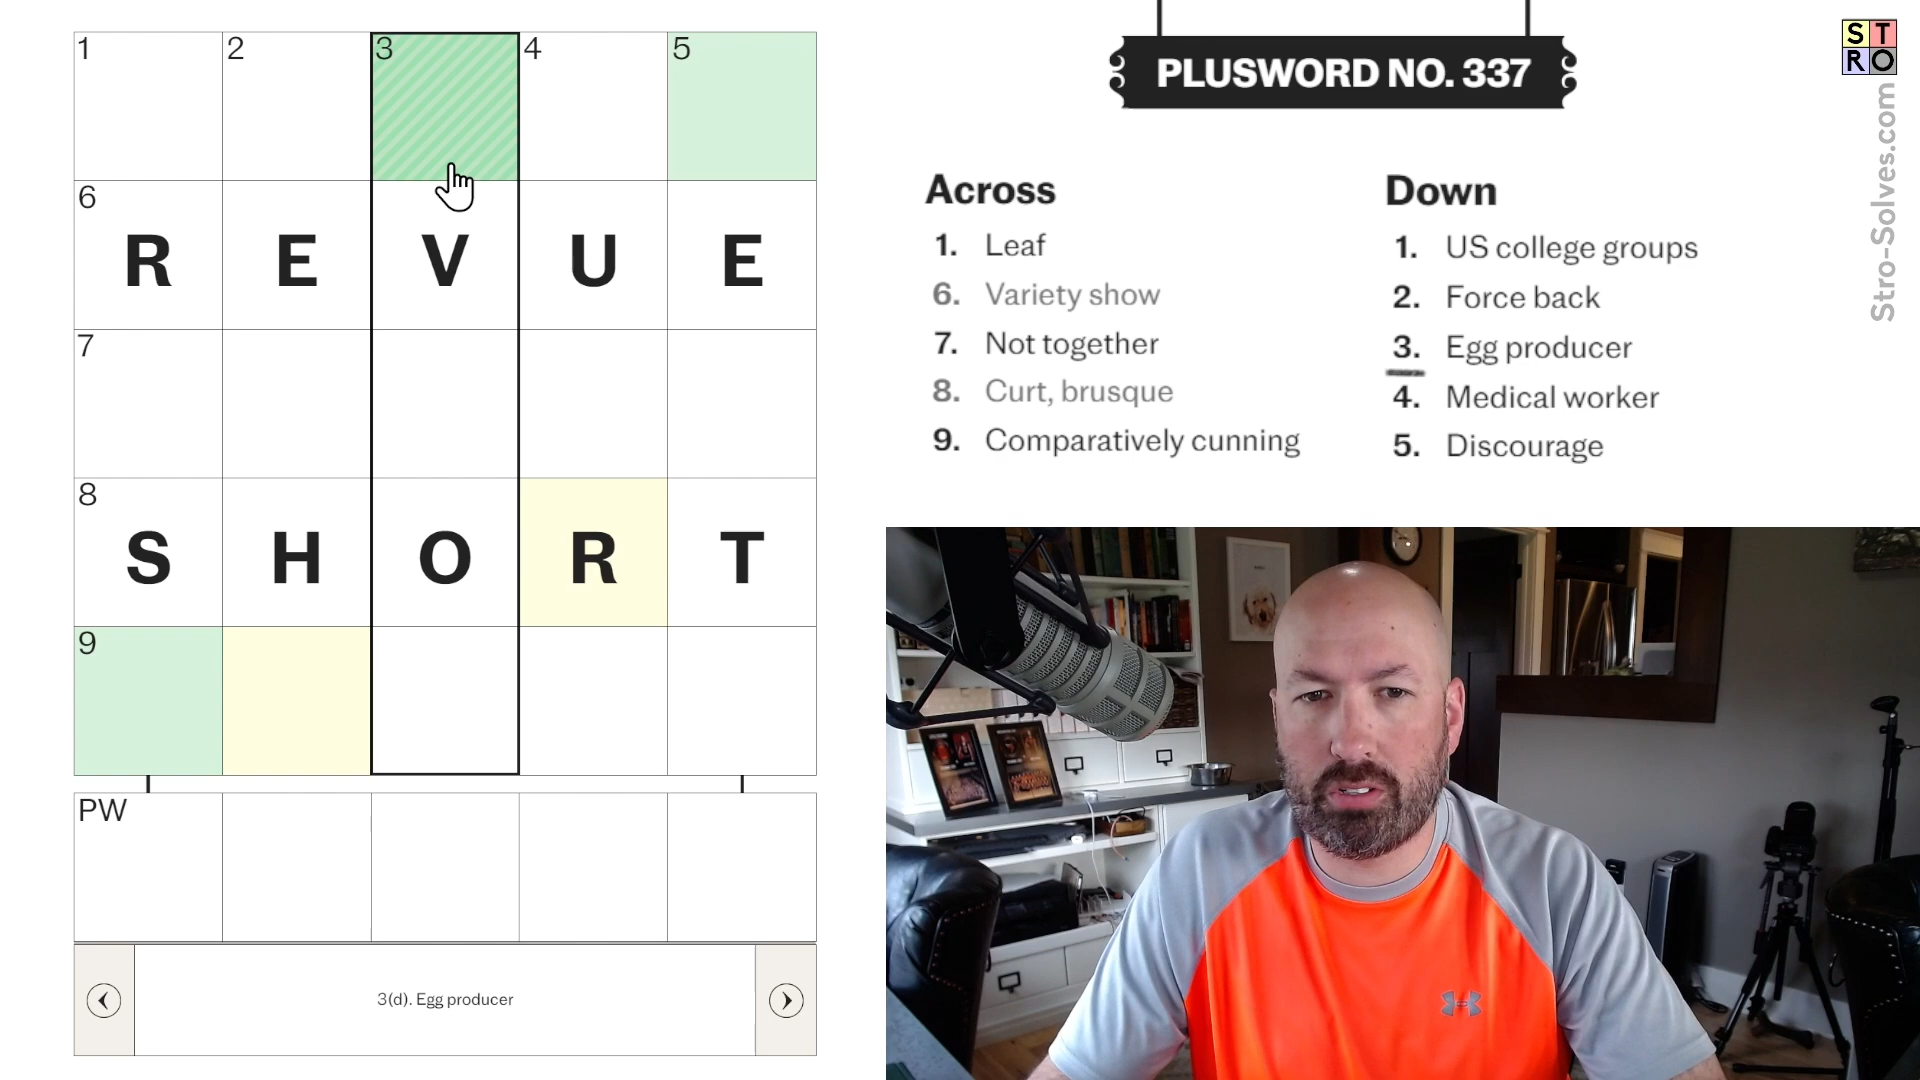 1 2 3 4 5
6
R E V U E
7
8
S H O R T
9
PW
3(d). Egg producer
PLUSWORD NO. 337
Across
1. Leaf
6. Variety show
7. Not together
8. Curt, brusque
9. Comparatively cunning
Down
1. US college groups
2. Force back
3. Egg producer
4. Medical worker
5. Discourage
ST
RO
Stro-Solves.com